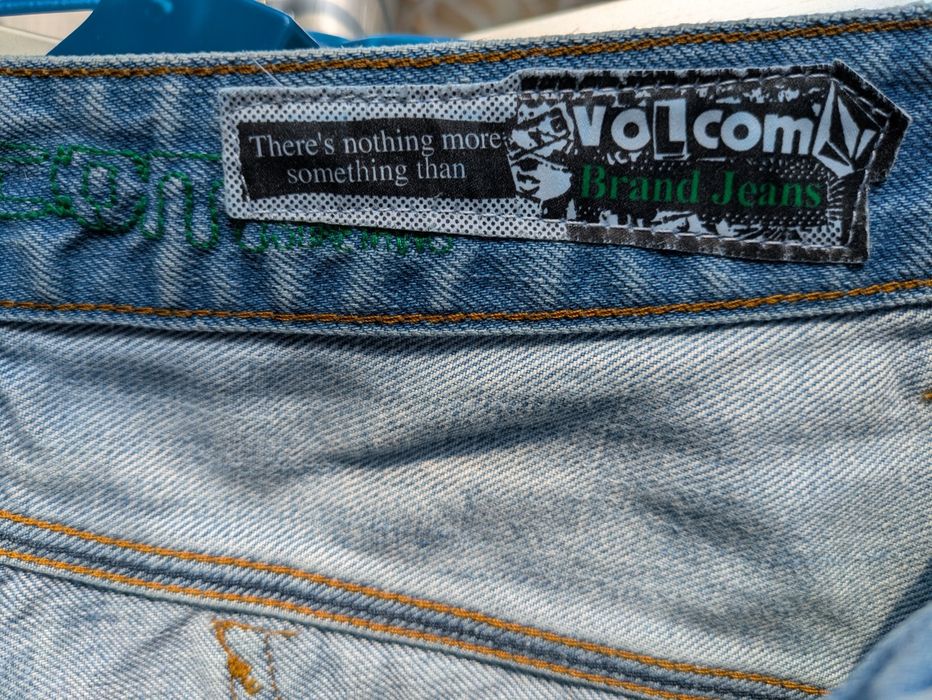 There's nothing more
something than
VOLCOM
Brand Jeans